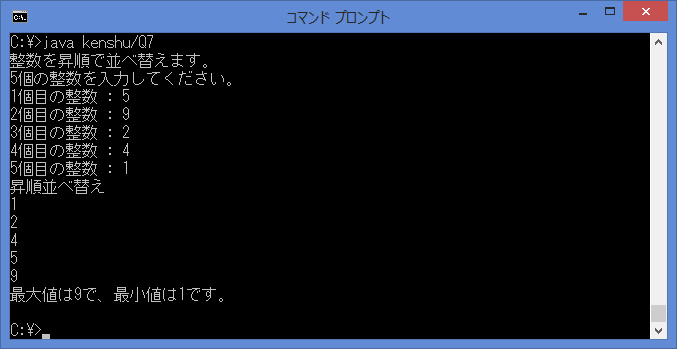 コマンド プロンプト
C:¥>java kenshu/Q7
整数を昇順で並べ替えます。
5個の整数を入力してください。
1個目の整数 : 5
2個目の整数 : 9
3個目の整数 : 2
4個目の整数 : 4
5個目の整数 : 1
昇順並べ替え
1
2
4
5
9
最大値は9で、最小値は1です。
C:¥>